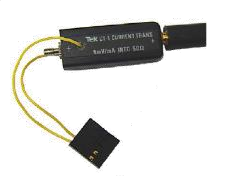 Tek CT-1 CURRENT TRANS
5mV/mA INTO 50Ω